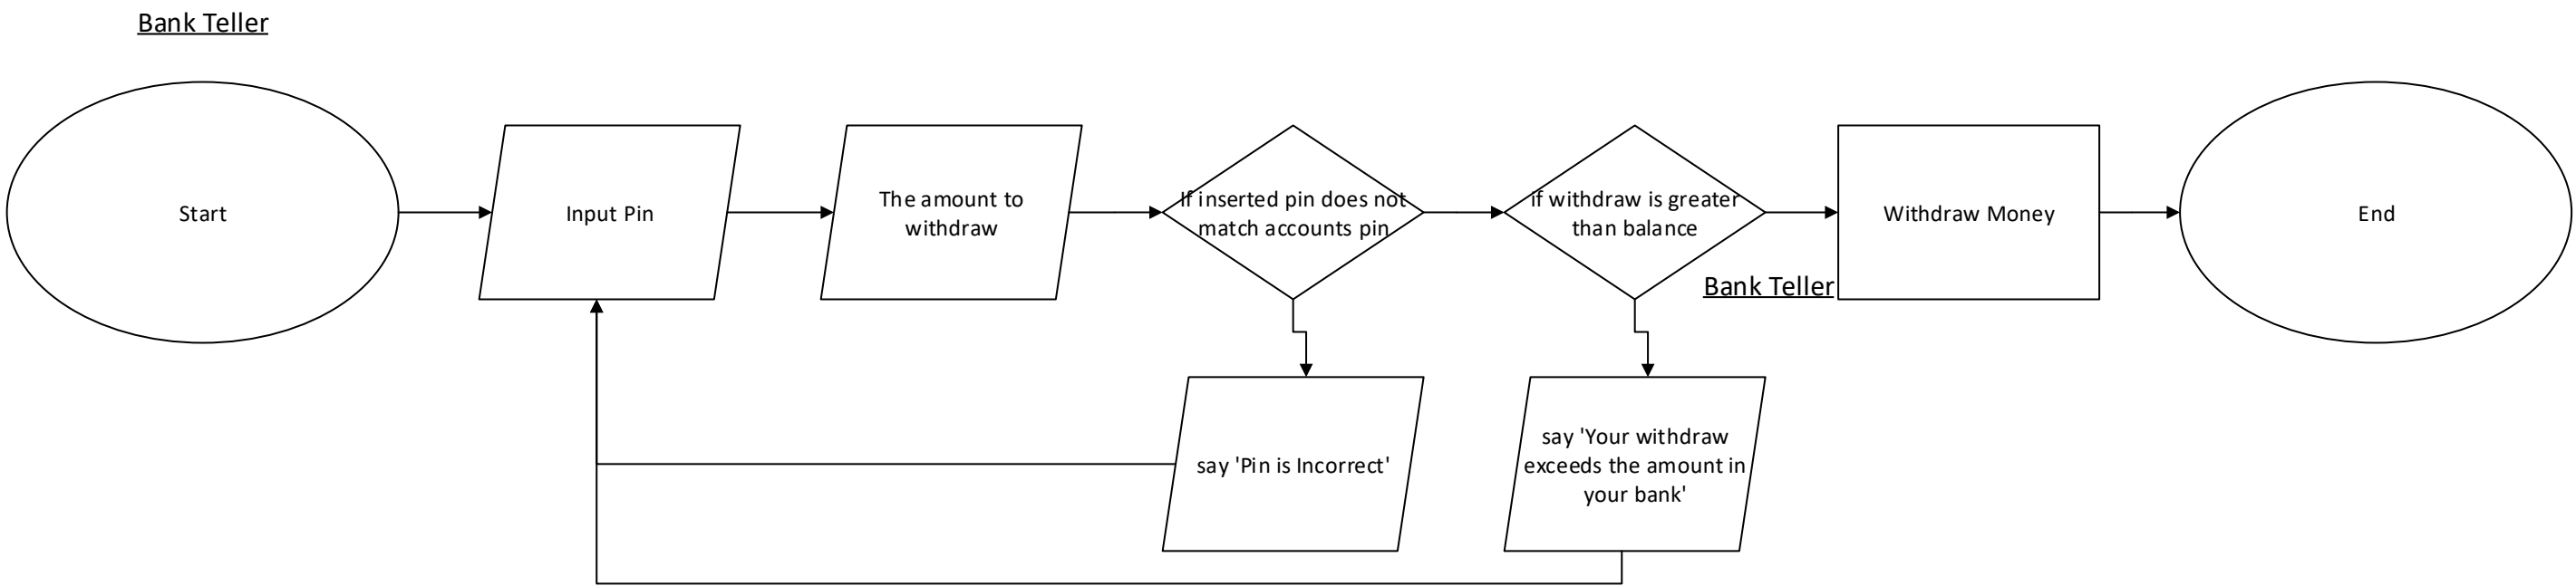 Bank Teller
Start
Input Pin
The amount to
withdraw
If inserted pin does not
match accounts pin
if withdraw is greater
than balance
Withdraw Money
End
Bank Teller
say 'Pin is Incorrect'
say 'Your withdraw
exceeds the amount in
your bank'